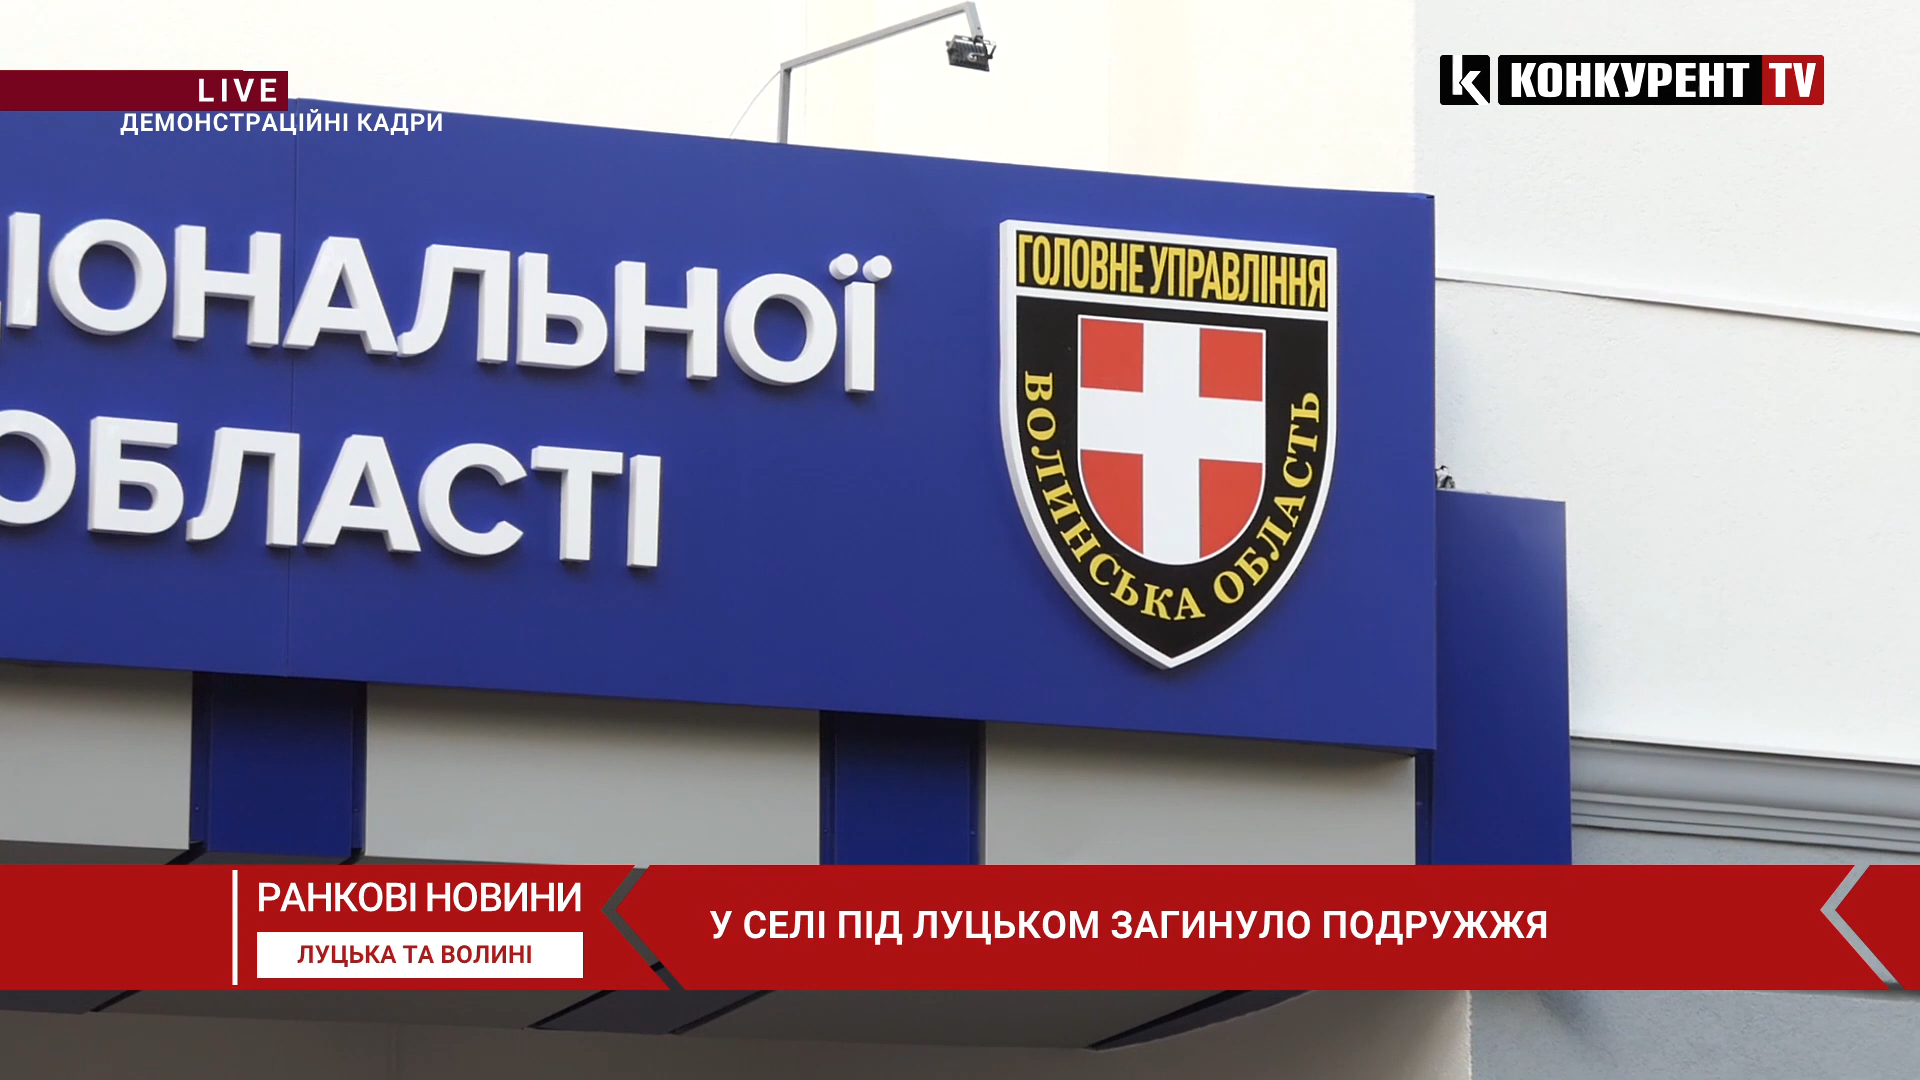 LIVE
ДЕМОНСТРАЦІЙНІ КАДРИ
КОНКУРЕНТ TV
ІОНАЛЬНОЇ
ОБЛАСТІ
ГОЛОВНЕ УПРАВЛІННЯ
ВОЛИНСЬКА ОБЛАСТЬ
РАНКОВІ НОВИНИ
ЛУЦЬКА ТА ВОЛИНІ
У СЕЛІ ПІД ЛУЦЬКОМ ЗАГИНУЛО ПОДРУЖЖЯ